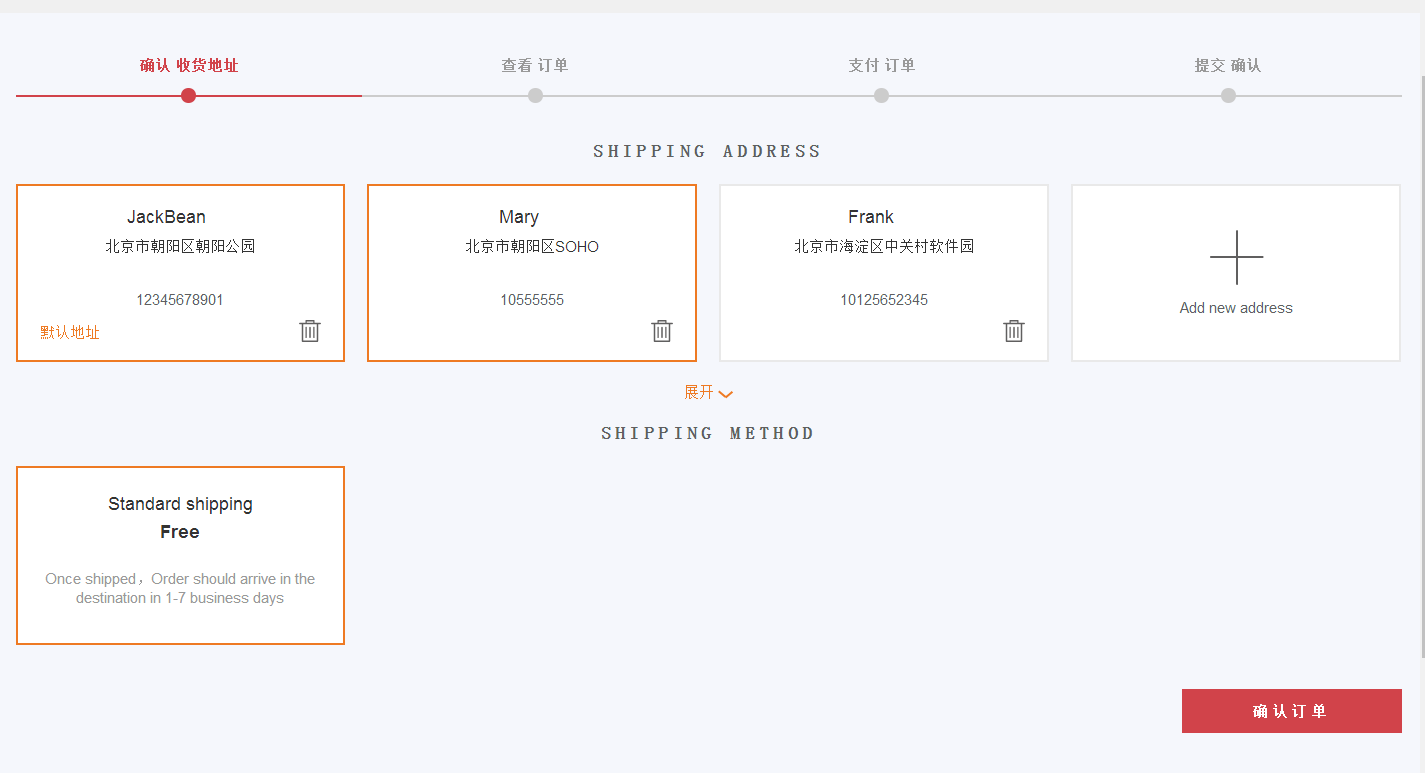 确认 收货地址
查看 订单
支付 订单
提交 确认
SHIPPING ADDRESS
JackBean
北京市朝阳区朝阳公园
12345678901
默认地址
Mary
北京市朝阳区SOHO
10555555
Frank
北京市海淀区中关村软件园
10125652345
Add new address
展开
SHIPPING METHOD
Standard shipping
Free
Once shipped，Order should arrive in the
destination in 1-7 business days
确认订单